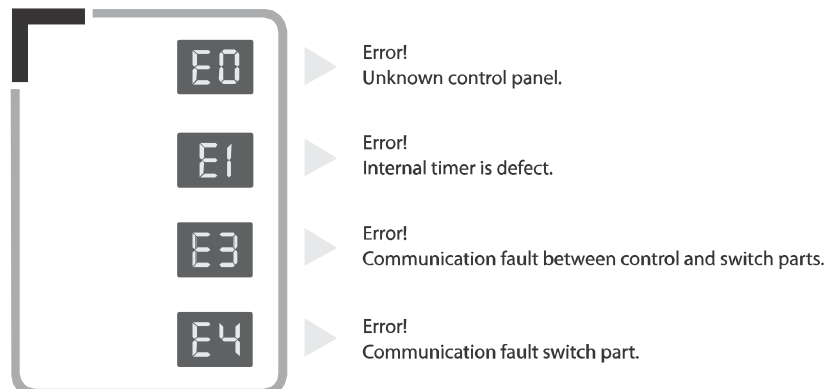 E0
Error!
Unknown control panel.
E1
Error!
Internal timer is defect.
E3
Error!
Communication fault between control and switch parts.
E4
Error!
Communication fault switch part.